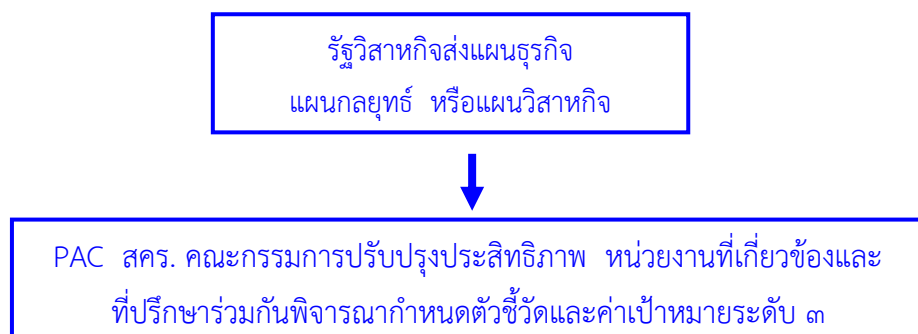 รัฐวิสาหกิจส่งแผนธุรกิจ
แผนกลยุทธ์ หรือแผนวิสาหกิจ
PAC สคร. คณะกรรมการปรับปรุงประสิทธิภาพ หน่วยงานที่เกี่ยวข้องและ
ที่ปรึกษาร่วมกันพิจารณากำหนดตัวชี้วัดและค่าเป้าหมายระดับ ๓